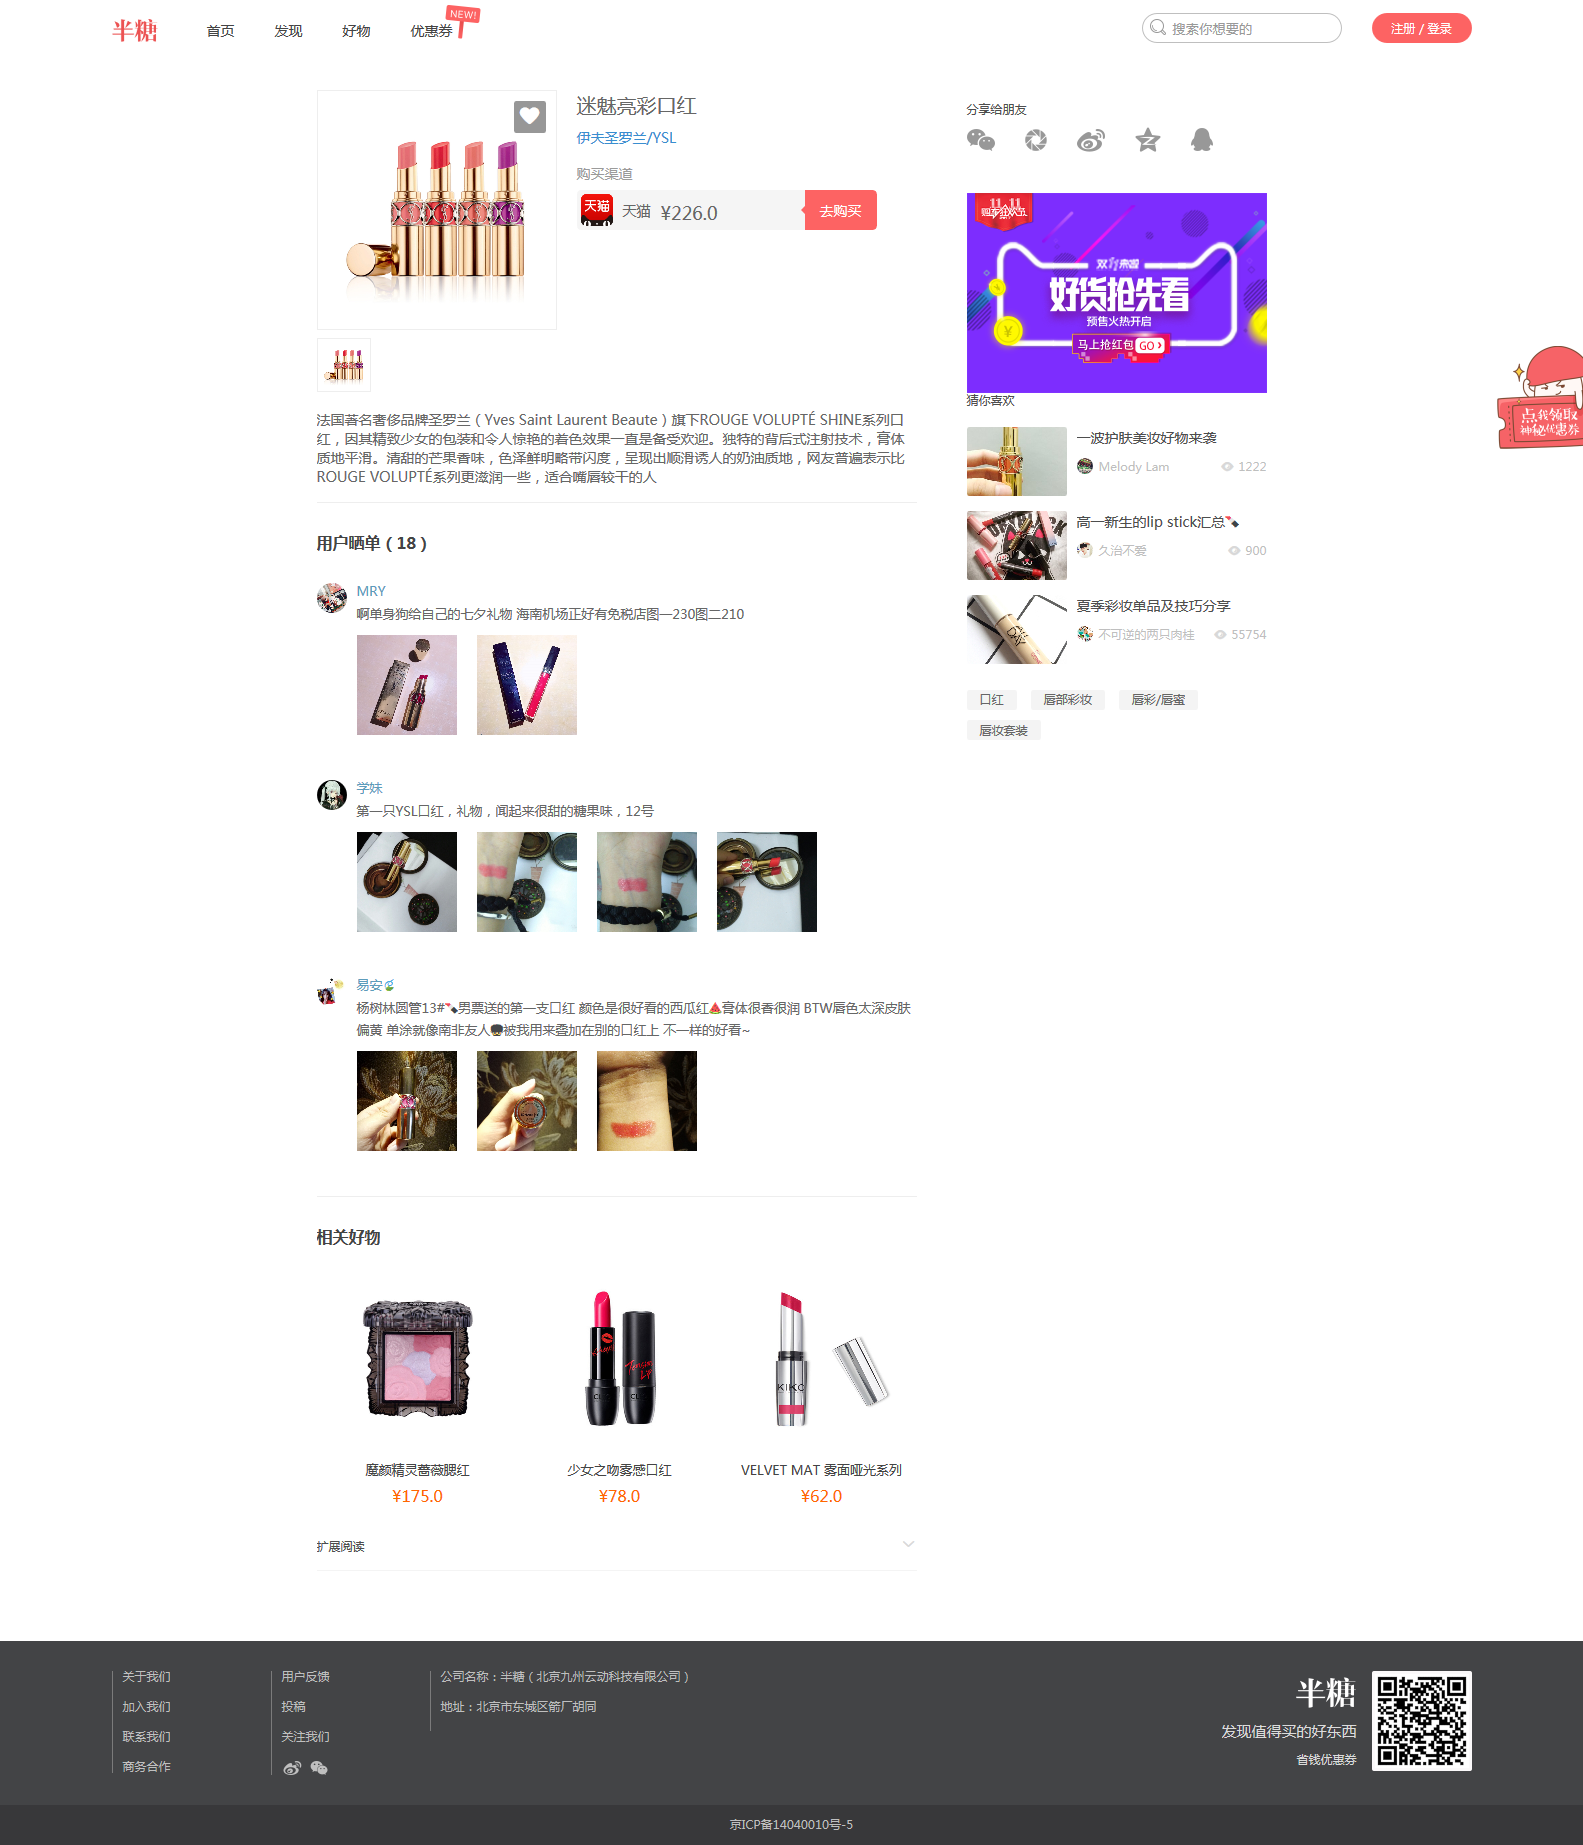 半糖
首页
发现
好物
优惠券
NEW!
搜索你想要的
注册 / 登录
迷魅亮彩口红
伊夫圣罗兰/YSL
购买渠道
天猫
天猫
¥226.0
去购买
法国著名奢侈品牌圣罗兰（Yves Saint Laurent Beaute）旗下ROUGE VOLUPTÉ SHINE系列口
红，因其精致少女的包装和令人惊艳的着色效果一直是备受欢迎。独特的背后式注射技术，膏体
质地平滑。清甜的芒果香味，色泽鲜明略带闪度，呈现出顺滑诱人的奶油质地，网友普遍表示比
ROUGE VOLUPTÉ系列更滋润一些，适合嘴唇较干的人
用户晒单（18）
MRY
啊单身狗给自己的七夕礼物 海南机场正好有免税店图一230图二210
学妹
第一只YSL口红，礼物，闻起来很甜的糖果味，12号
易安
杨树林圆管13#💄男票送的第一支口红 颜色是很好看的西瓜红🍉膏体很香很润 BTW唇色太深皮肤
偏黄 单涂就像南非友人🌚被我用来叠加在别的口红上 不一样的好看~
相关好物
KIKO
魔颜精灵蔷薇腮红
¥175.0
少女之吻雾感口红
¥78.0
VELVET MAT 雾面哑光系列
¥62.0
扩展阅读
分享给朋友
11.11
购物狂欢节
双11来啦
好货抢先看
预售火热开启
马上抢红包 GO ›
猜你喜欢
一波护肤美妆好物来袭
Melody Lam
1222
高一新生的lip stick汇总💄
久治不爱
900
夏季彩妆单品及技巧分享
不可逆的两只肉桂
55754
口红
唇部彩妆
唇彩/唇蜜
唇妆套装
点我领取
神秘优惠券
关于我们
加入我们
联系我们
商务合作
用户反馈
投稿
关注我们
公司名称：半糖（北京九州云动科技有限公司）
地址：北京市东城区箭厂胡同
半糖
发现值得买的好东西
省钱优惠券
京ICP备14040010号-5